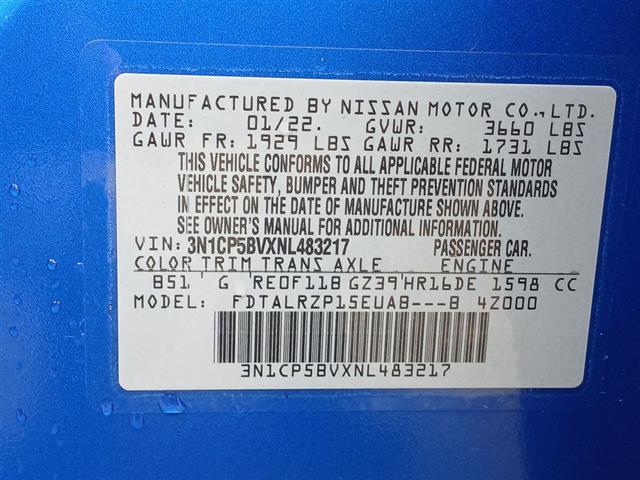 MANUFACTURED BY NISSAN MOTOR CO.,LTD.
DATE: 01/22. GVWR: 3660 LBS
GAWR FR: 1929 LBS GAWR RR: 1731 LBS
THIS VEHICLE CONFORMS TO ALL APPLICABLE FEDERAL MOTOR
VEHICLE SAFETY, BUMPER AND THEFT PREVENTION STANDARDS
IN EFFECT ON THE DATE OF MANUFACTURE SHOWN ABOVE. SEE
OWNER'S MANUAL FOR ADDITIONAL INFORMATION.
VIN: 3N1CP5BVXNL483217 PASSENGER CAR.
COLOR TRIM TRANS AXLE ENGINE
B51 G RE0F11B GZ39 HR16DE 1598 CC
MODEL: FDTALRZP15EUAB---B 4Z000
3N1CP5BVXNL483217